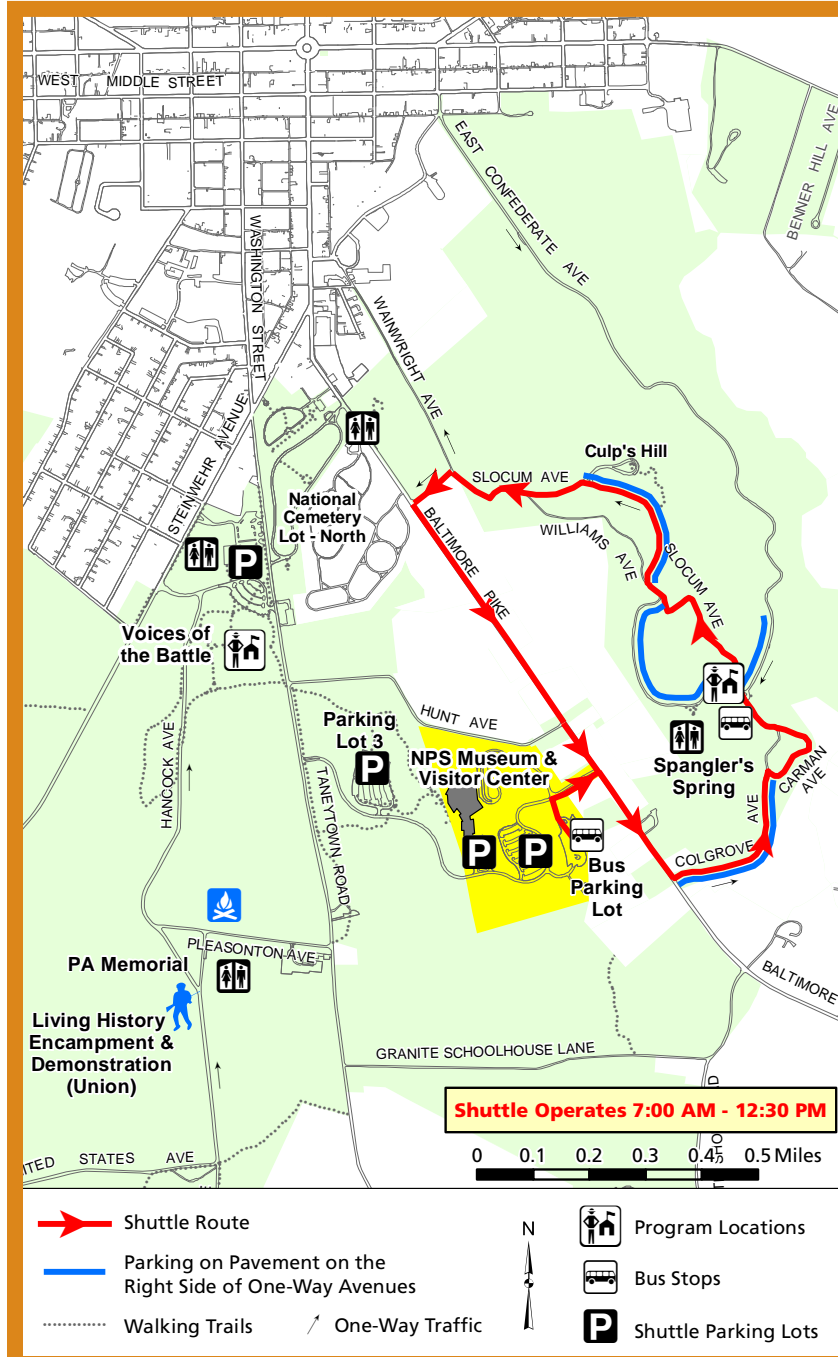 WEST MIDDLE STREET
EAST CONFEDERATE AVE
BENNER HILL AVE
WASHINGTON STREET
WAINWRIGHT AVE
STEINWEHR AVENUE
Culp's Hill
SLOCUM AVE
National
Cemetery
Lot - North
WILLIAMS AVE
BALTIMORE PIKE
SLOCUM AVE
P
Voices of
the Battle
HUNT AVE
Parking
Lot 3
P
NPS Museum &
Visitor Center
Spangler's
Spring
CARMAN AVE
HANCOCK AVE
TANEYTOWN ROAD
P
P
COLGROVE AVE
Bus
Parking
Lot
PLEASONTON AVE
PA Memorial
BALTIMORE
Living History
Encampment &
Demonstration
(Union)
GRANITE SCHOOLHOUSE LANE
Shuttle Operates 7:00 AM - 12:30 PM
ITED STATES AVE
0 0.1 0.2 0.3 0.4 0.5 Miles
Shuttle Route
N
Program Locations
Parking on Pavement on the
Right Side of One-Way Avenues
Bus Stops
Walking Trails
One-Way Traffic
P
Shuttle Parking Lots